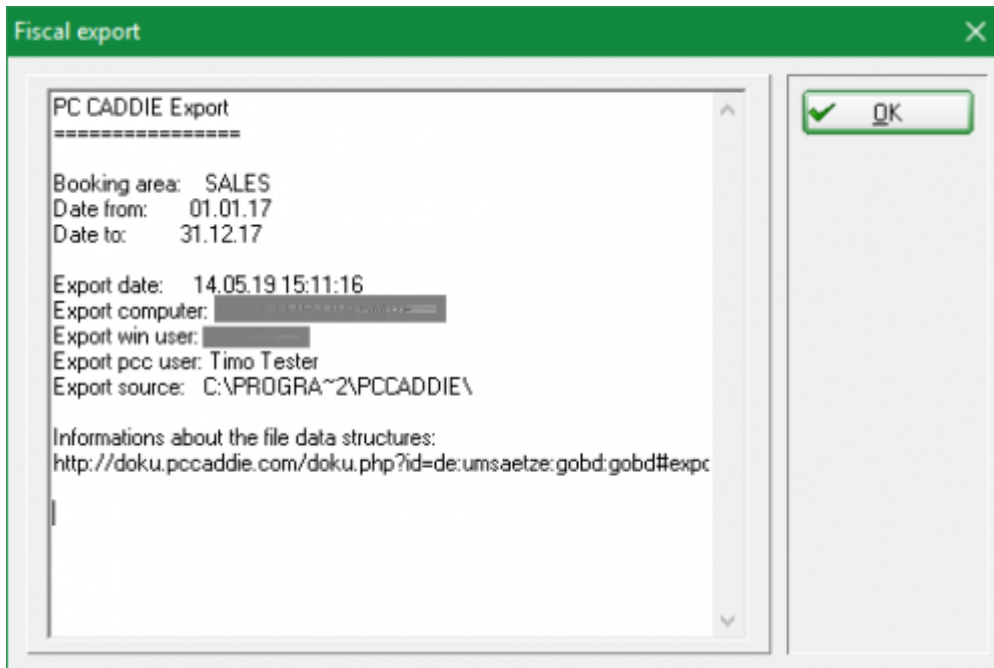 Fiscal export
PC CADDIE Export
================
Booking area: SALES
Date from: 01.01.17
Date to: 31.12.17
Export date: 14.05.19 15:11:16
Export computer:
Export win user:
Export pcc user: Timo Tester
Export source: C:\PROGRA~2\PCCADDIE\
Informations about the file data structures:
http://doku.pccaddie.com/doku.php?id=de:umsaetze:gobd:gobd#expo
OK